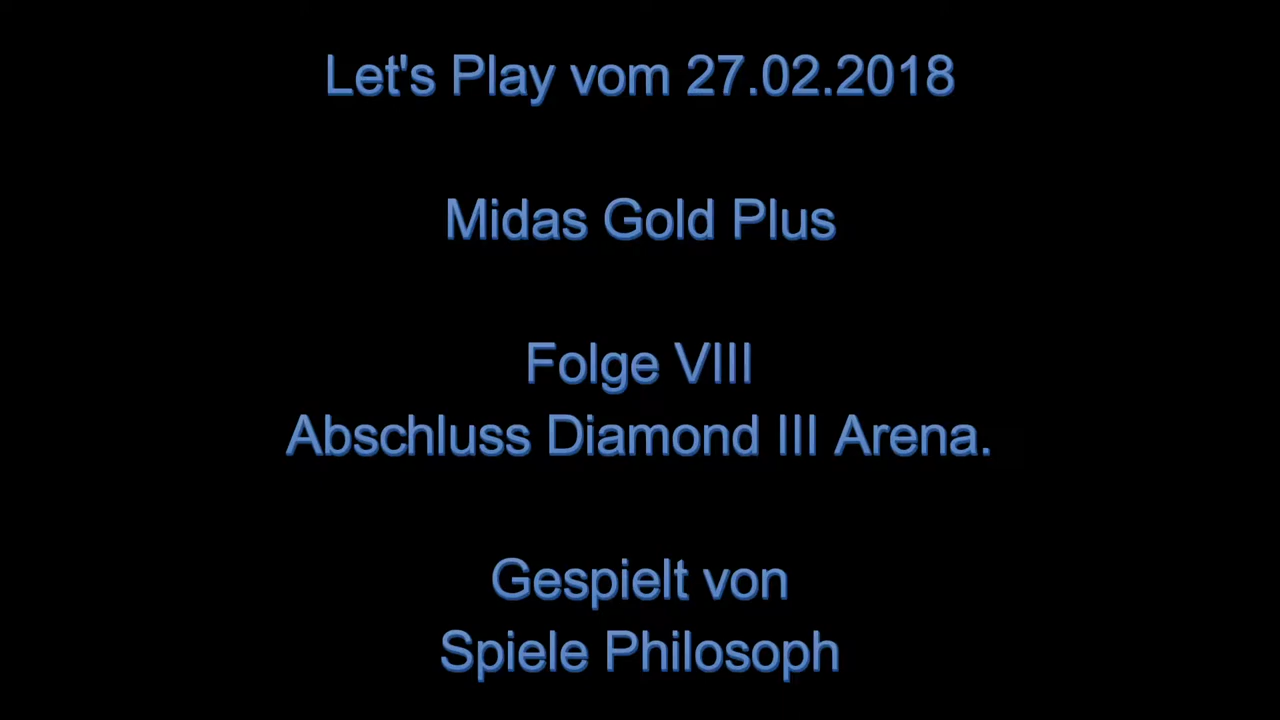 Let's Play vom 27.02.2018
Midas Gold Plus
Folge VIII
Abschluss Diamond III Arena.
Gespielt von
Spiele Philosoph